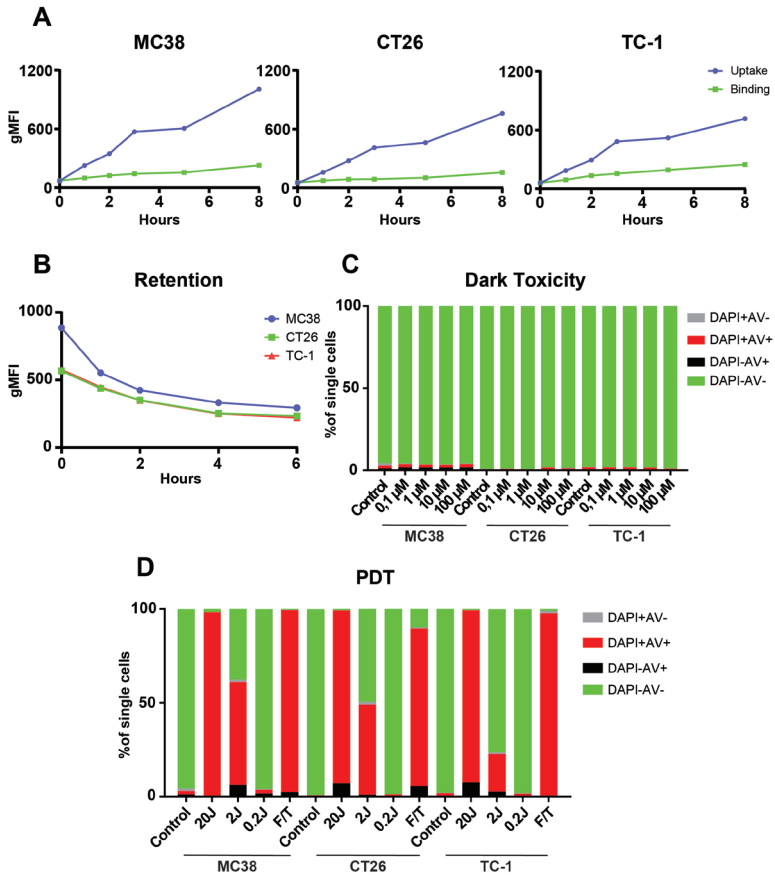 A
MC38
CT26
TC-1
gMFI
1200
600
0
0
2
4
6
8
Hours
1200
600
0
0
2
4
6
8
Hours
1200
600
0
0
2
4
6
8
Hours
Uptake
Binding
B
Retention
gMFI
1000
500
0
0
2
4
6
Hours
MC38
CT26
TC-1
C
Dark Toxicity
%of single cells
100
50
0
Control
0,1 µM
1 µM
10 µM
100 µM
Control
0,1 µM
1 µM
10 µM
100 µM
Control
0,1 µM
1 µM
10 µM
100 µM
MC38
CT26
TC-1
DAPI+AV-
DAPI+AV+
DAPI-AV+
DAPI-AV-
D
PDT
%of single cells
100
50
0
Control
20J
2J
0.2J
F/T
Control
20J
2J
0.2J
F/T
Control
20J
2J
0.2J
F/T
MC38
CT26
TC-1
DAPI+AV-
DAPI+AV+
DAPI-AV+
DAPI-AV-